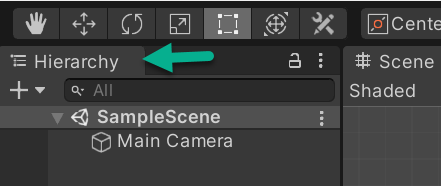 Cente
Hierarchy
Scene
All
Shaded
SampleScene
Main Camera